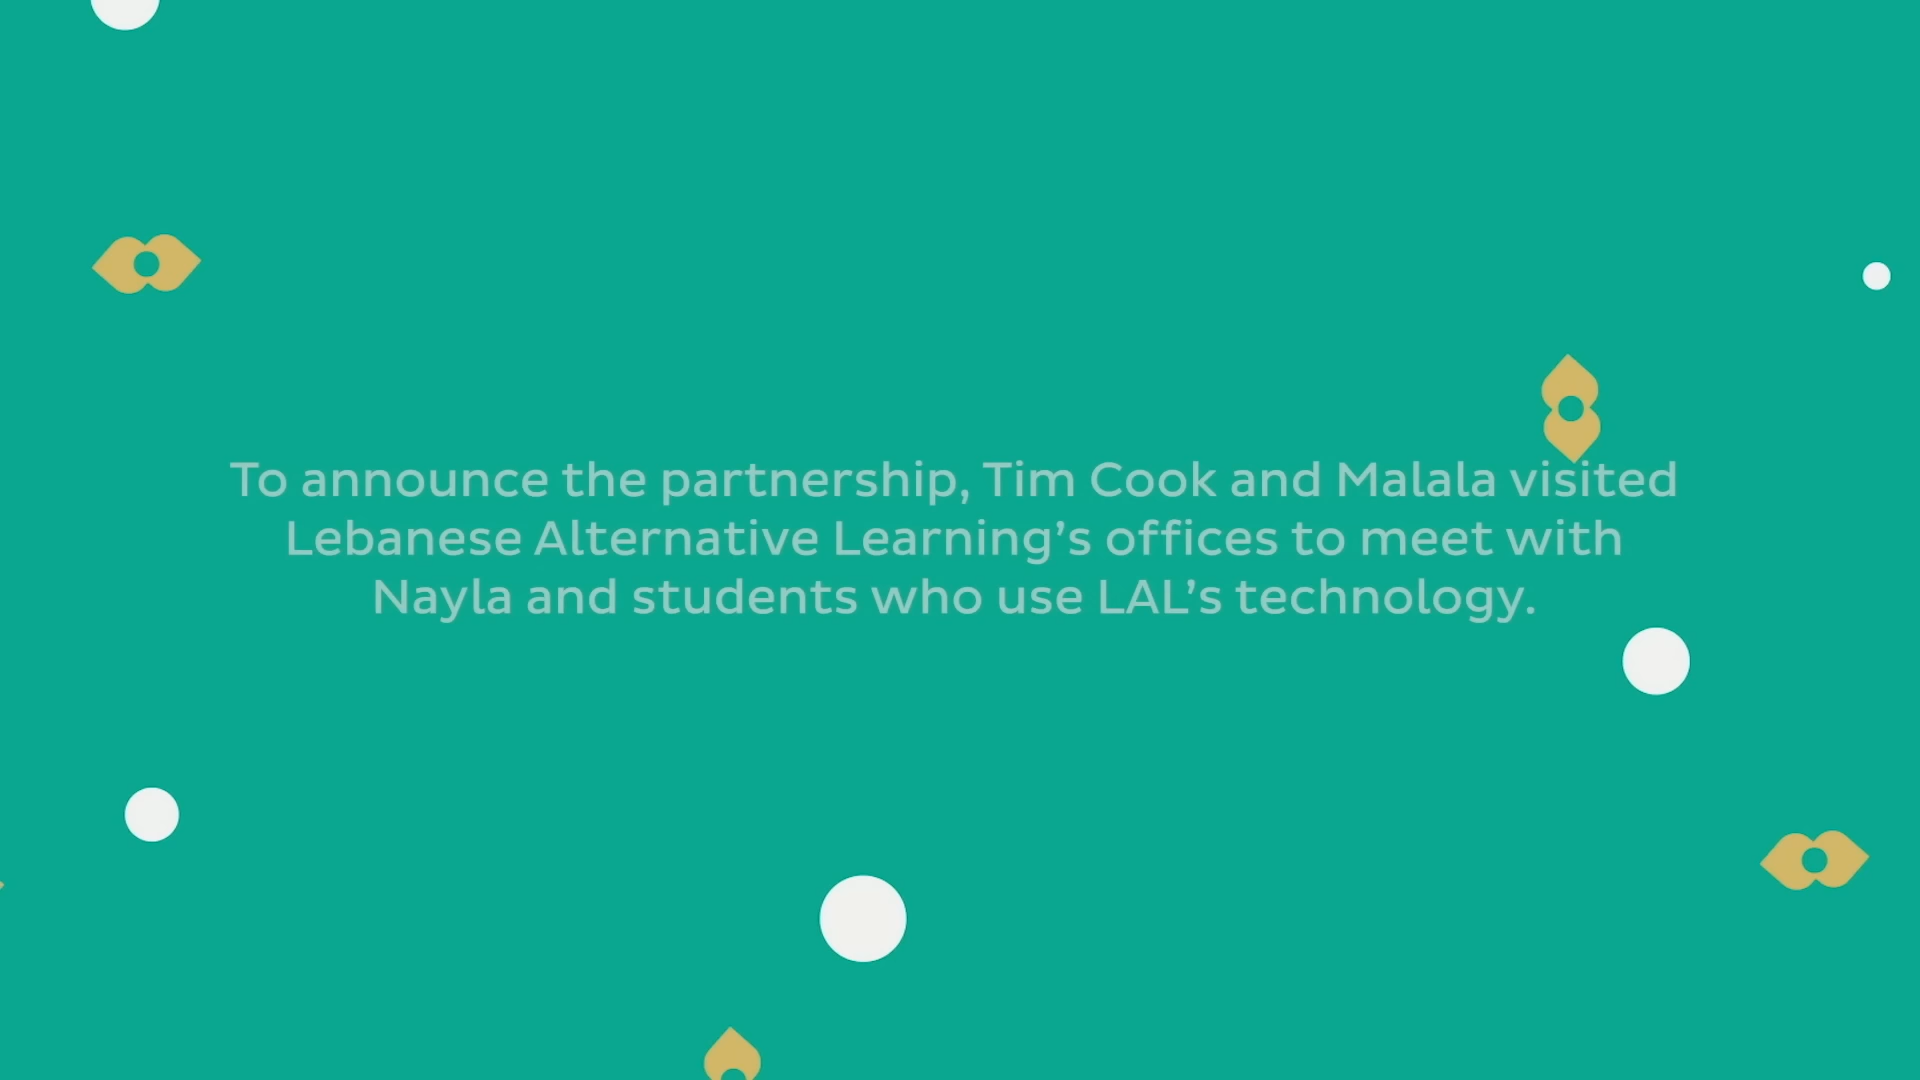 To announce the partnership, Tim Cook and Malala visited
Lebanese Alternative Learning’s offices to meet with
Nayla and students who use LAL’s technology.